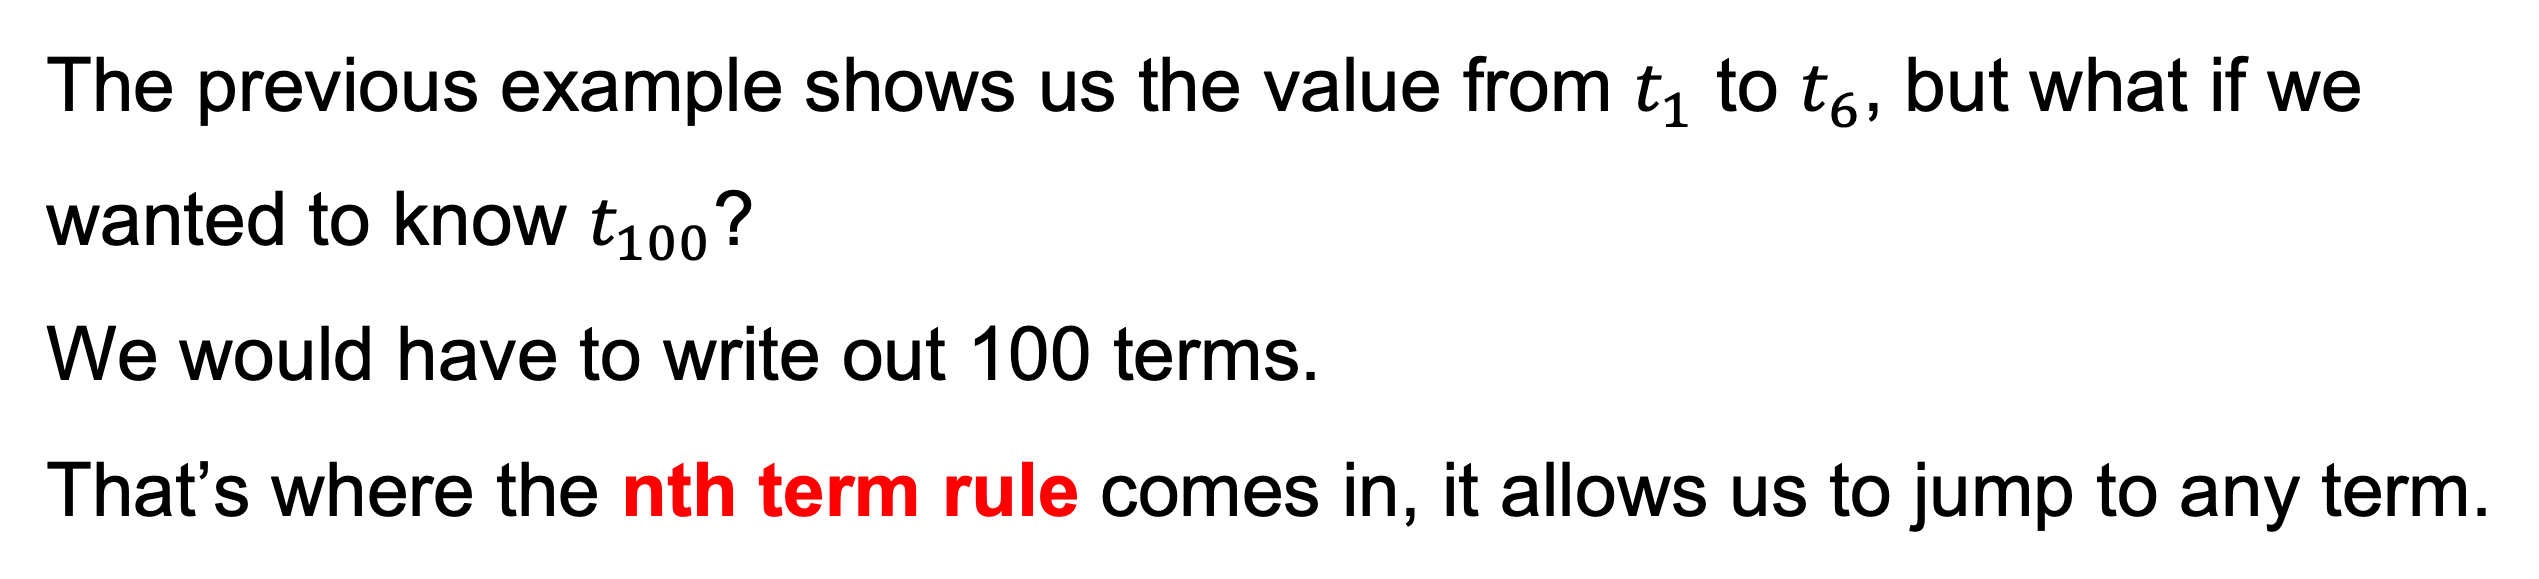 The previous example shows us the value from t₁ to t₆, but what if we
wanted to know t₁₀₀?
We would have to write out 100 terms.
That’s where the nth term rule comes in, it allows us to jump to any term.